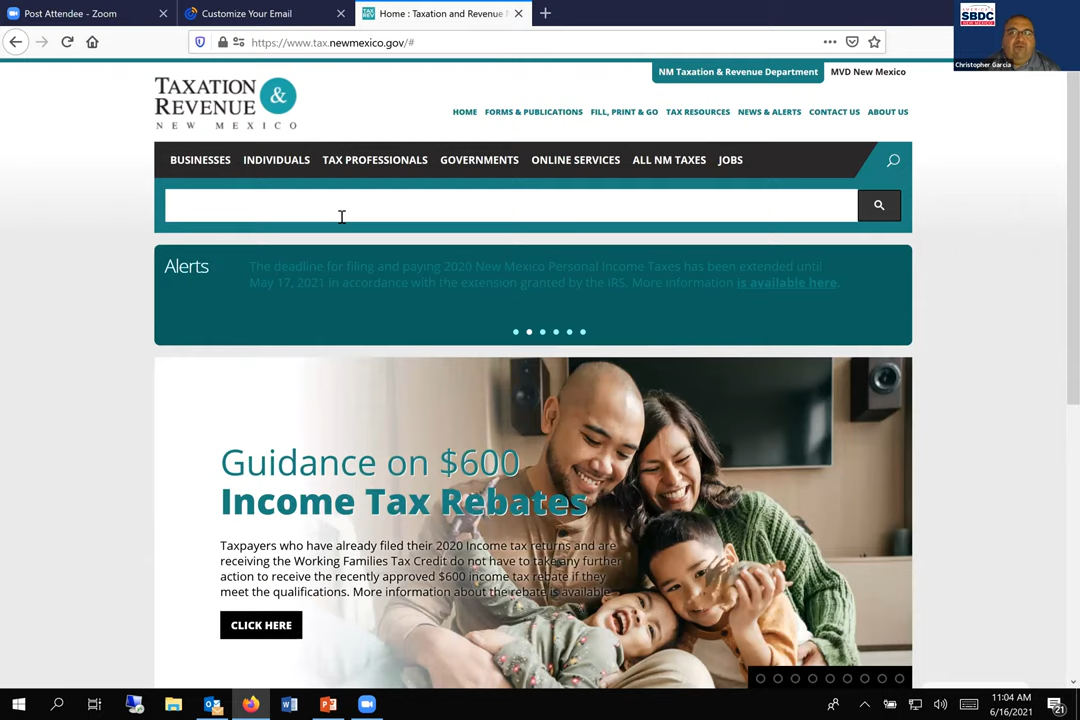 Post Attendee - Zoom
Customize Your Email
Home : Taxation and Revenue
https://www.tax.newmexico.gov/#
AMERICA'S
SBDC
NEW MEXICO
Christopher Garcia
NM Taxation & Revenue Department
MVD New Mexico
TAXATION
REVENUE &
NEW MEXICO
HOME FORMS & PUBLICATIONS FILL, PRINT & GO TAX RESOURCES NEWS & ALERTS CONTACT US ABOUT US
BUSINESSES INDIVIDUALS TAX PROFESSIONALS GOVERNMENTS ONLINE SERVICES ALL NM TAXES JOBS
Alerts
The deadline for filing and paying 2020 New Mexico Personal Income Taxes has been extended until
May 17, 2021 in accordance with the extension granted by the IRS. More information is available here.
Guidance on $600
Income Tax Rebates
Taxpayers who have already filed their 2020 Income tax returns and are
receiving the Working Families Tax Credit do not have to take any further
action to receive the recently approved $600 income tax rebate if they
meet the qualifications. More information about the rebate is available
CLICK HERE
11:04 AM
6/16/2021
21